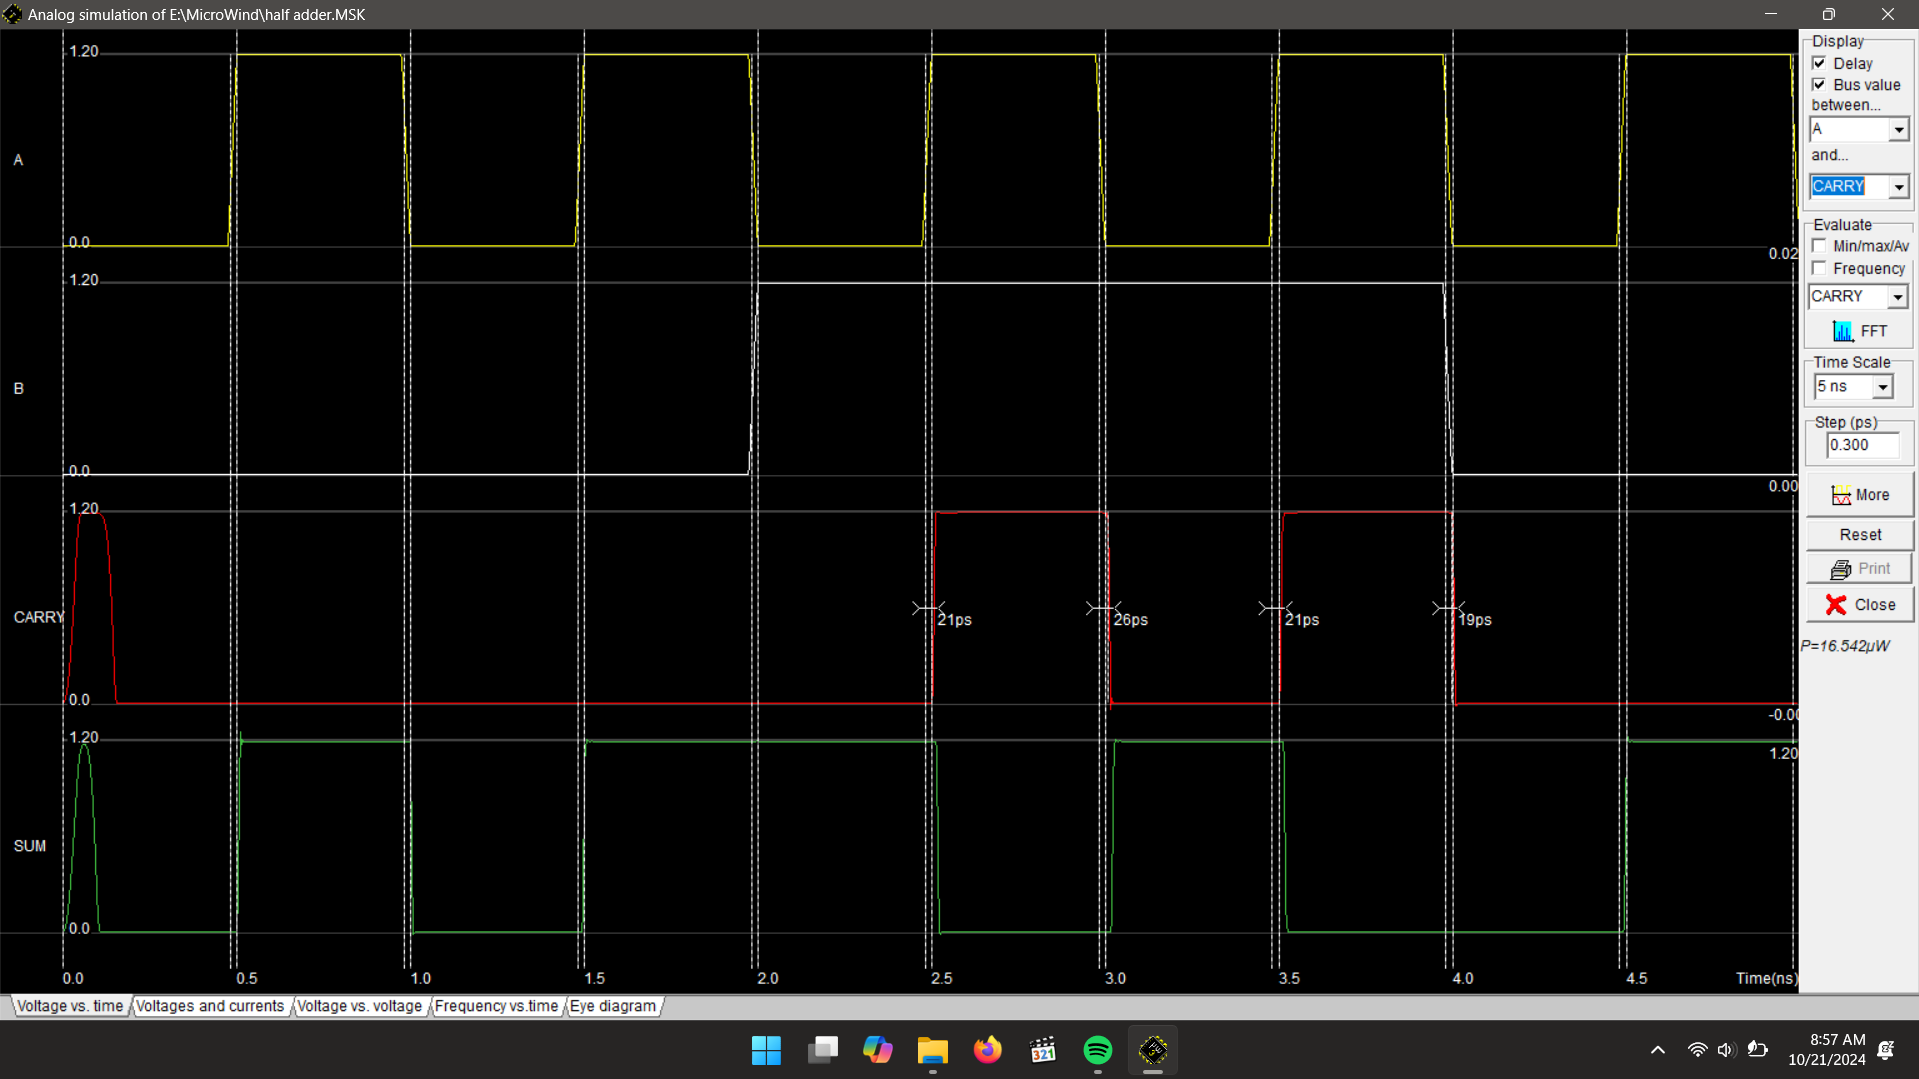 Analog simulation of E:\MicroWind\half adder.MSK
1.20
A
0.0
0.02
1.20
B
0.0
0.00
1.20
CARRY
21ps
26ps
21ps
19ps
0.0
-0.00
1.20
1.20
SUM
0.0
0.0 0.5 1.0 1.5 2.0 2.5 3.0 3.5 4.0 4.5 Time(ns)
Display
Delay
Bus value
between...
A
and...
CARRY
Evaluate
Min/max/Av
Frequency
CARRY
FFT
Time Scale
5 ns
Step (ps)
0.300
More
Reset
Print
Close
P=16.542µW
Voltage vs. time Voltages and currents Voltage vs. voltage Frequency vs.time Eye diagram
321
8:57 AM
10/21/2024